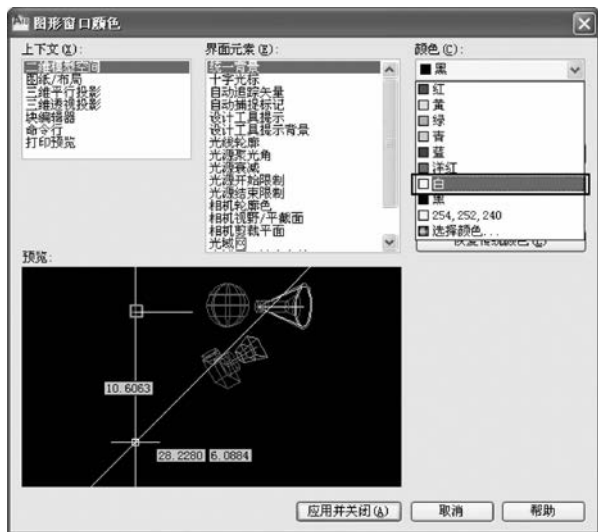 图形窗口颜色
上下文(X):
二维模型空间
图纸/布局
三维平行投影
三维透视投影
块编辑器
命令行
打印预览
界面元素(E):
统一背景
十字光标
自动追踪矢量
自动捕捉标记
设计工具提示
设计工具提示背景
光线轮廓
光源聚光角
光源衰减
光源开始限制
光源结束限制
相机轮廓色
相机视野/平截面
相机剪裁平面
光域网
颜色(C):
黑
红
黄
绿
青
蓝
洋红
白
黑
254,252,240
选择颜色...
恢复传统颜色(L)
预览:
10.6063
28.2280 6.0884
应用并关闭(A)
取消
帮助